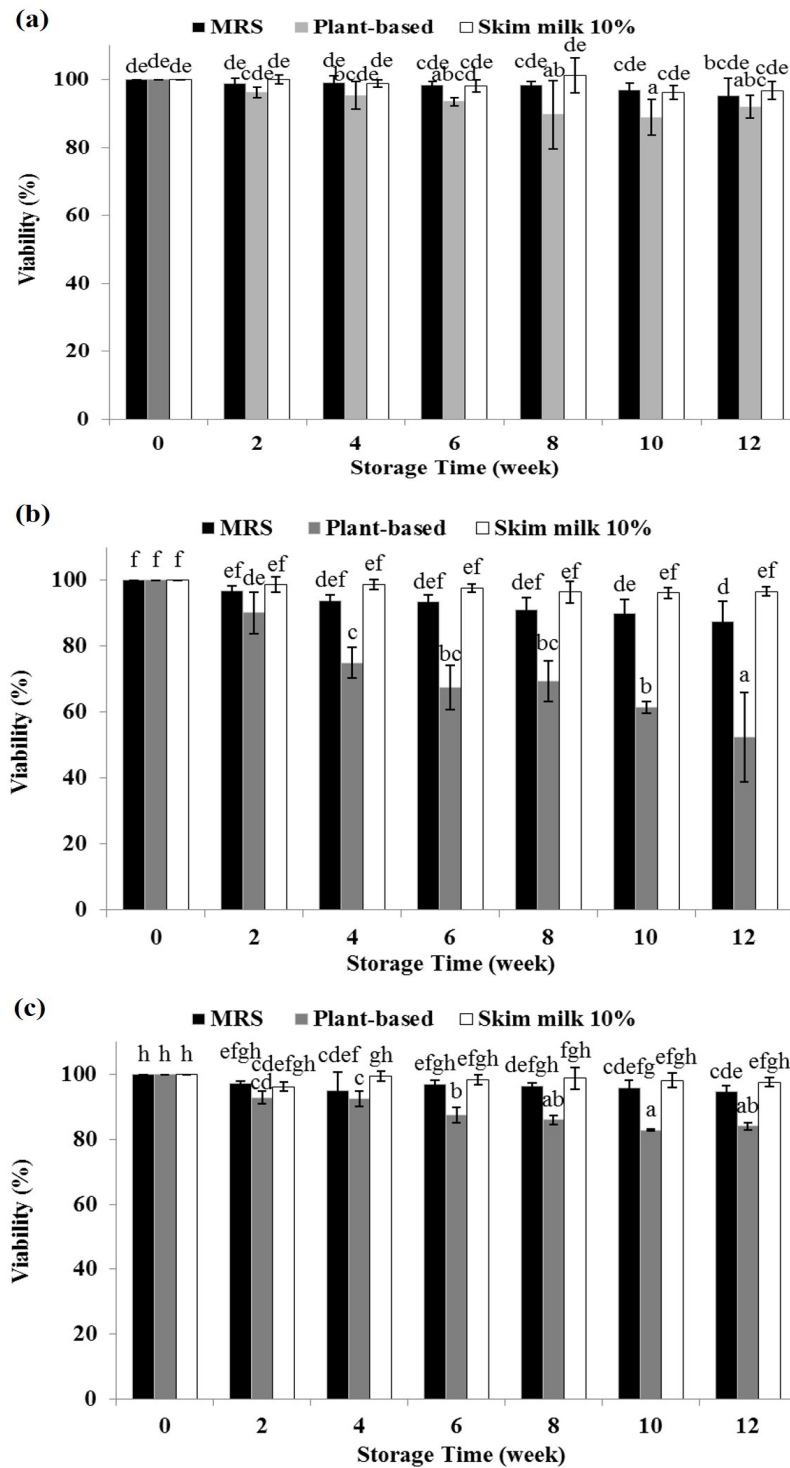 (a)
MRS Plant-based Skim milk 10%
de de de de cde de de bcde de cde abcd cde cde ab de cde a cde bcde abc cde
Viability (%)
100
80
60
40
20
0
0 2 4 6 8 10 12
Storage Time (week)
(b)
MRS Plant-based Skim milk 10%
f f f ef de ef def c ef def bc ef def bc ef de b ef d a ef
Viability (%)
100
80
60
40
20
0
0 2 4 6 8 10 12
Storage Time (week)
(c)
MRS Plant-based Skim milk 10%
h h h efgh cd cdefgh cdef c gh efgh b efgh defgh ab fgh cdefg a efgh cde ab efgh
Viability (%)
100
80
60
40
20
0
0 2 4 6 8 10 12
Storage Time (week)